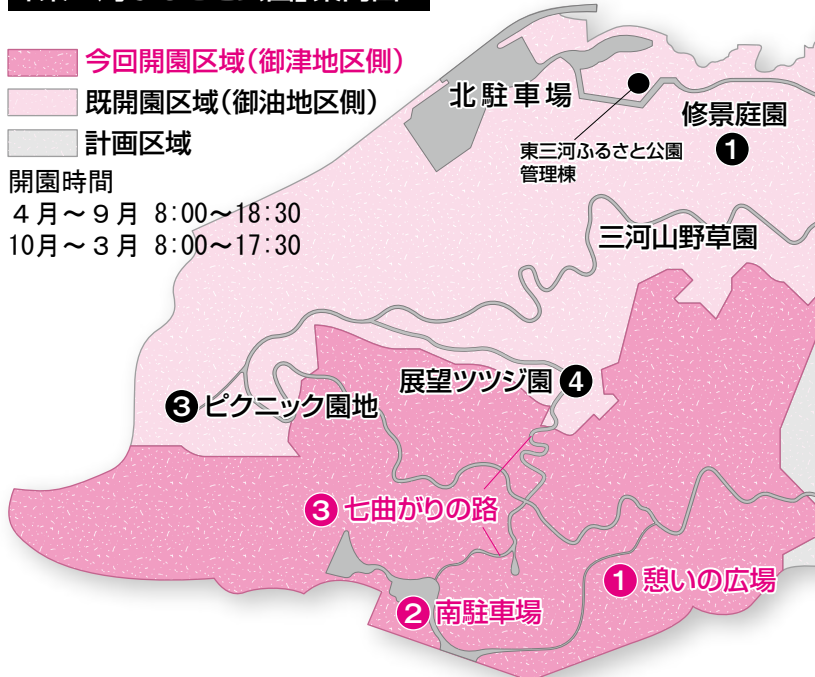 今回開園区域(御津地区側)
既開園区域(御油地区側)
計画区域
開園時間
4月～9月 8:00～18:30
10月～3月 8:00～17:30
北駐車場
東三河ふるさと公園
管理棟
修景庭園
❶
三河山野草園
展望ツツジ園 ❹
❸ ピクニック園地
❸ 七曲がりの路
❶ 憩いの広場
❷ 南駐車場